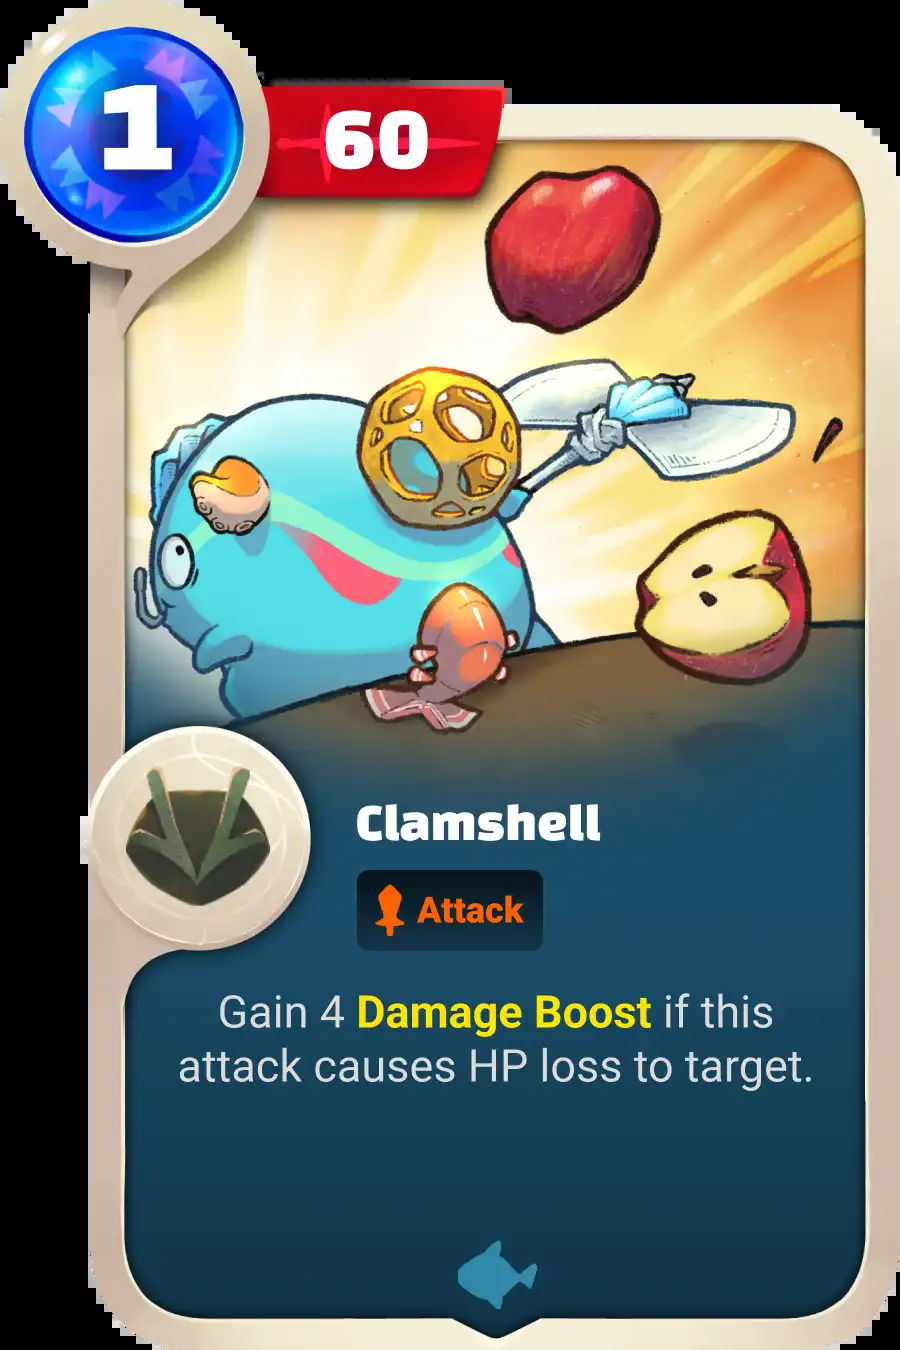 1
60
Clamshell
Attack
Gain 4 Damage Boost if this
attack causes HP loss to target.